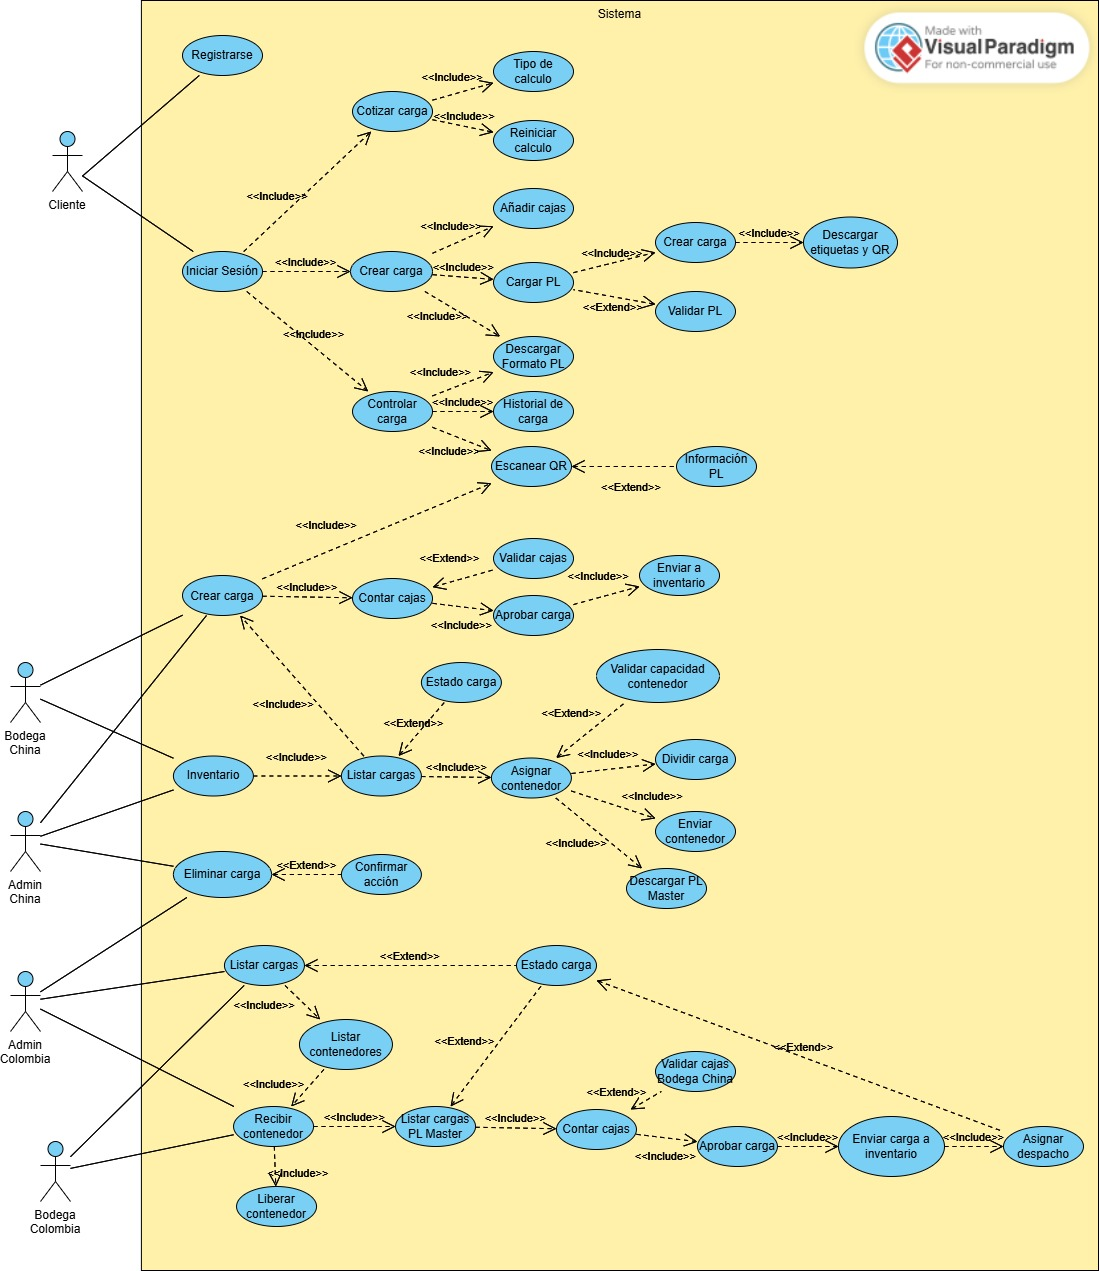 Sistema
Made with
VisualParadigm
For non-commercial use
Registrarse
Tipo de
calculo
<<Include>>
Cotizar carga
<<Include>>
Reiniciar
calculo
Cliente
<<Include>>
Añadir cajas
<<Include>>
Crear carga
<<Include>>
Descargar
etiquetas y QR
<<Include>>
Iniciar Sesión
<<Include>>
Crear carga
<<Include>>
Cargar PL
<<Extend>>
Validar PL
<<Include>>
<<Include>>
Descargar
Formato PL
<<Include>>
Controlar
carga
<<Include>>
Historial de
carga
<<Include>>
Escanear QR
Información
PL
<<Extend>>
<<Include>>
<<Extend>>
Validar cajas
Enviar a
inventario
<<Include>>
Crear carga
<<Include>>
Contar cajas
Aprobar carga
<<Include>>
Bodega
China
Estado carga
Validar capacidad
contenedor
<<Include>>
<<Extend>>
<<Extend>>
Inventario
<<Include>>
Listar cargas
<<Include>>
Asignar
contenedor
<<Include>>
Dividir carga
<<Include>>
Enviar
contenedor
<<Include>>
Descargar PL
Master
Admin
China
Eliminar carga
<<Extend>>
Confirmar
acción
Listar cargas
<<Extend>>
Estado carga
<<Include>>
Admin
Colombia
Listar
contenedores
<<Extend>>
<<Extend>>
Validar cajas
Bodega China
<<Include>>
<<Extend>>
Recibir
contenedor
<<Include>>
Listar cargas
PL Master
<<Include>>
Contar cajas
<<Include>>
Aprobar carga
<<Include>>
Enviar carga a
inventario
<<Include>>
Asignar
despacho
<<Include>>
Liberar
contenedor
Bodega
Colombia